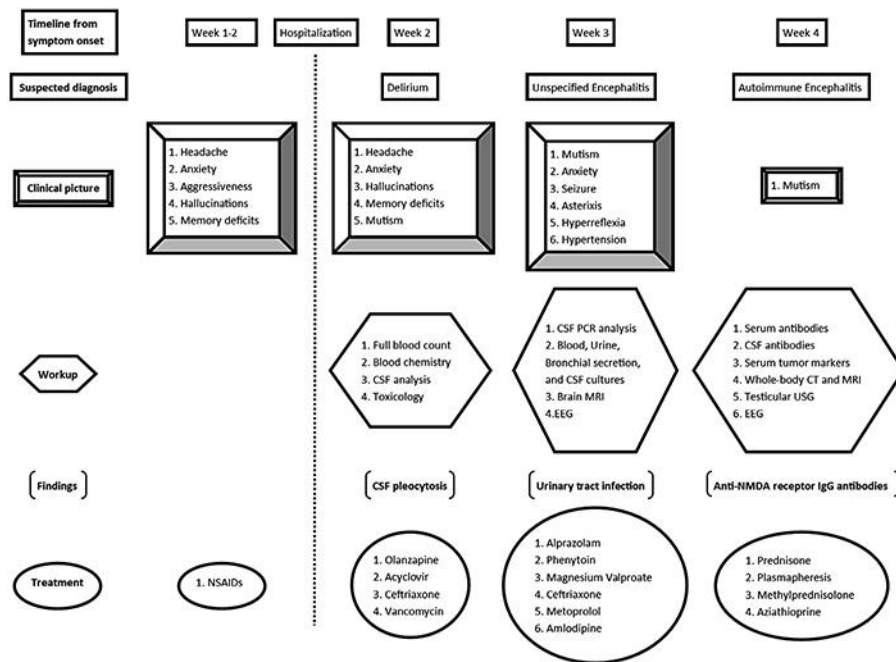 Timeline from
symptom onset
Week 1-2
Hospitalization
Week 2
Week 3
Week 4
Suspected diagnosis
Delirium
Unspecified Encephalitis
Autoimmune Encephalitis
Clinical picture
1. Headache
2. Anxiety
3. Aggressiveness
4. Hallucinations
5. Memory deficits
1. Headache
2. Anxiety
3. Hallucinations
4. Memory deficits
5. Mutism
1. Mutism
2. Anxiety
3. Seizure
4. Asterixis
5. Hyperreflexia
6. Hypertension
1. Mutism
Workup
1. Full blood count
2. Blood chemistry
3. CSF analysis
4. Toxicology
1. CSF PCR analysis
2. Blood, Urine,
Bronchial secretion,
and CSF cultures
3. Brain MRI
4.EEG
1. Serum antibodies
2. CSF antibodies
3. Serum tumor markers
4. Whole-body CT and MRI
5. Testicular USG
6. EEG
Findings
CSF pleocytosis
Urinary tract infection
Anti-NMDA receptor IgG antibodies
Treatment
1. NSAIDs
1. Olanzapine
2. Acyclovir
3. Ceftriaxone
4. Vancomycin
1. Alprazolam
2. Phenytoin
3. Magnesium Valproate
4. Ceftriaxone
5. Metoprolol
6. Amlodipine
1. Prednisone
2. Plasmapheresis
3. Methylprednisolone
4. Aziathioprine